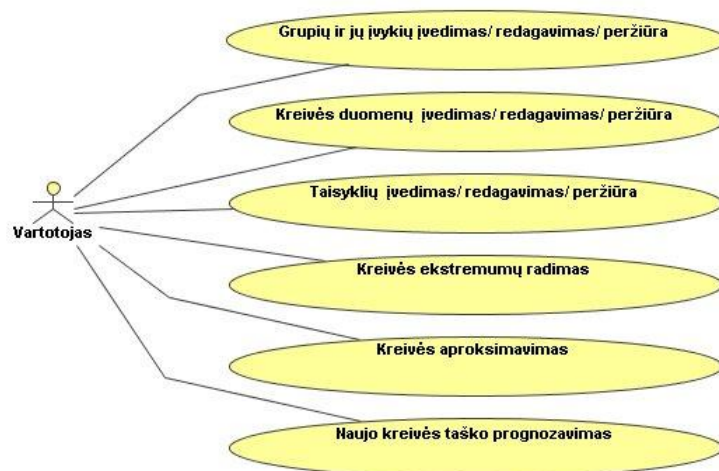 Grupių ir jų įvykių įvedimas/ redagavimas/ peržiūra
Kreivės duomenų įvedimas/ redagavimas/ peržiūra
Taisyklių įvedimas/ redagavimas/ peržiūra
Vartotojas
Kreivės ekstremumų radimas
Kreivės aproksimavimas
Naujo kreivės taško prognozavimas